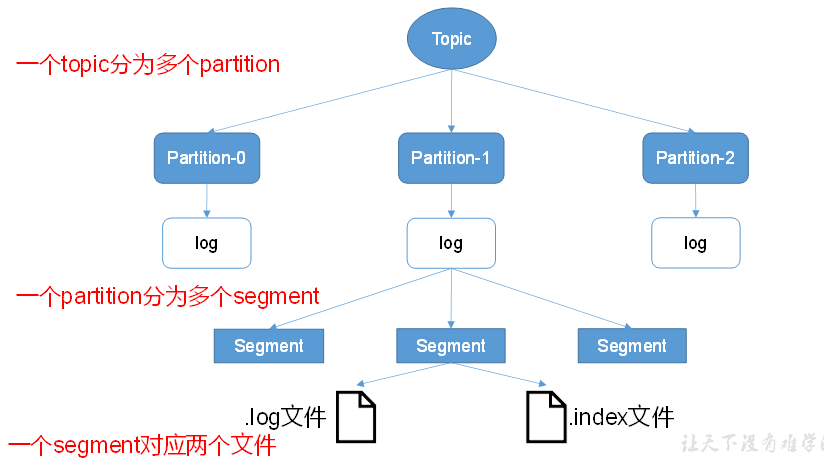 Topic
一个topic分为多个partition
Partition-0
Partition-1
Partition-2
log
log
log
一个partition分为多个segment
Segment
Segment
Segment
.log文件
.index文件
一个segment对应两个文件
让天下没有难学